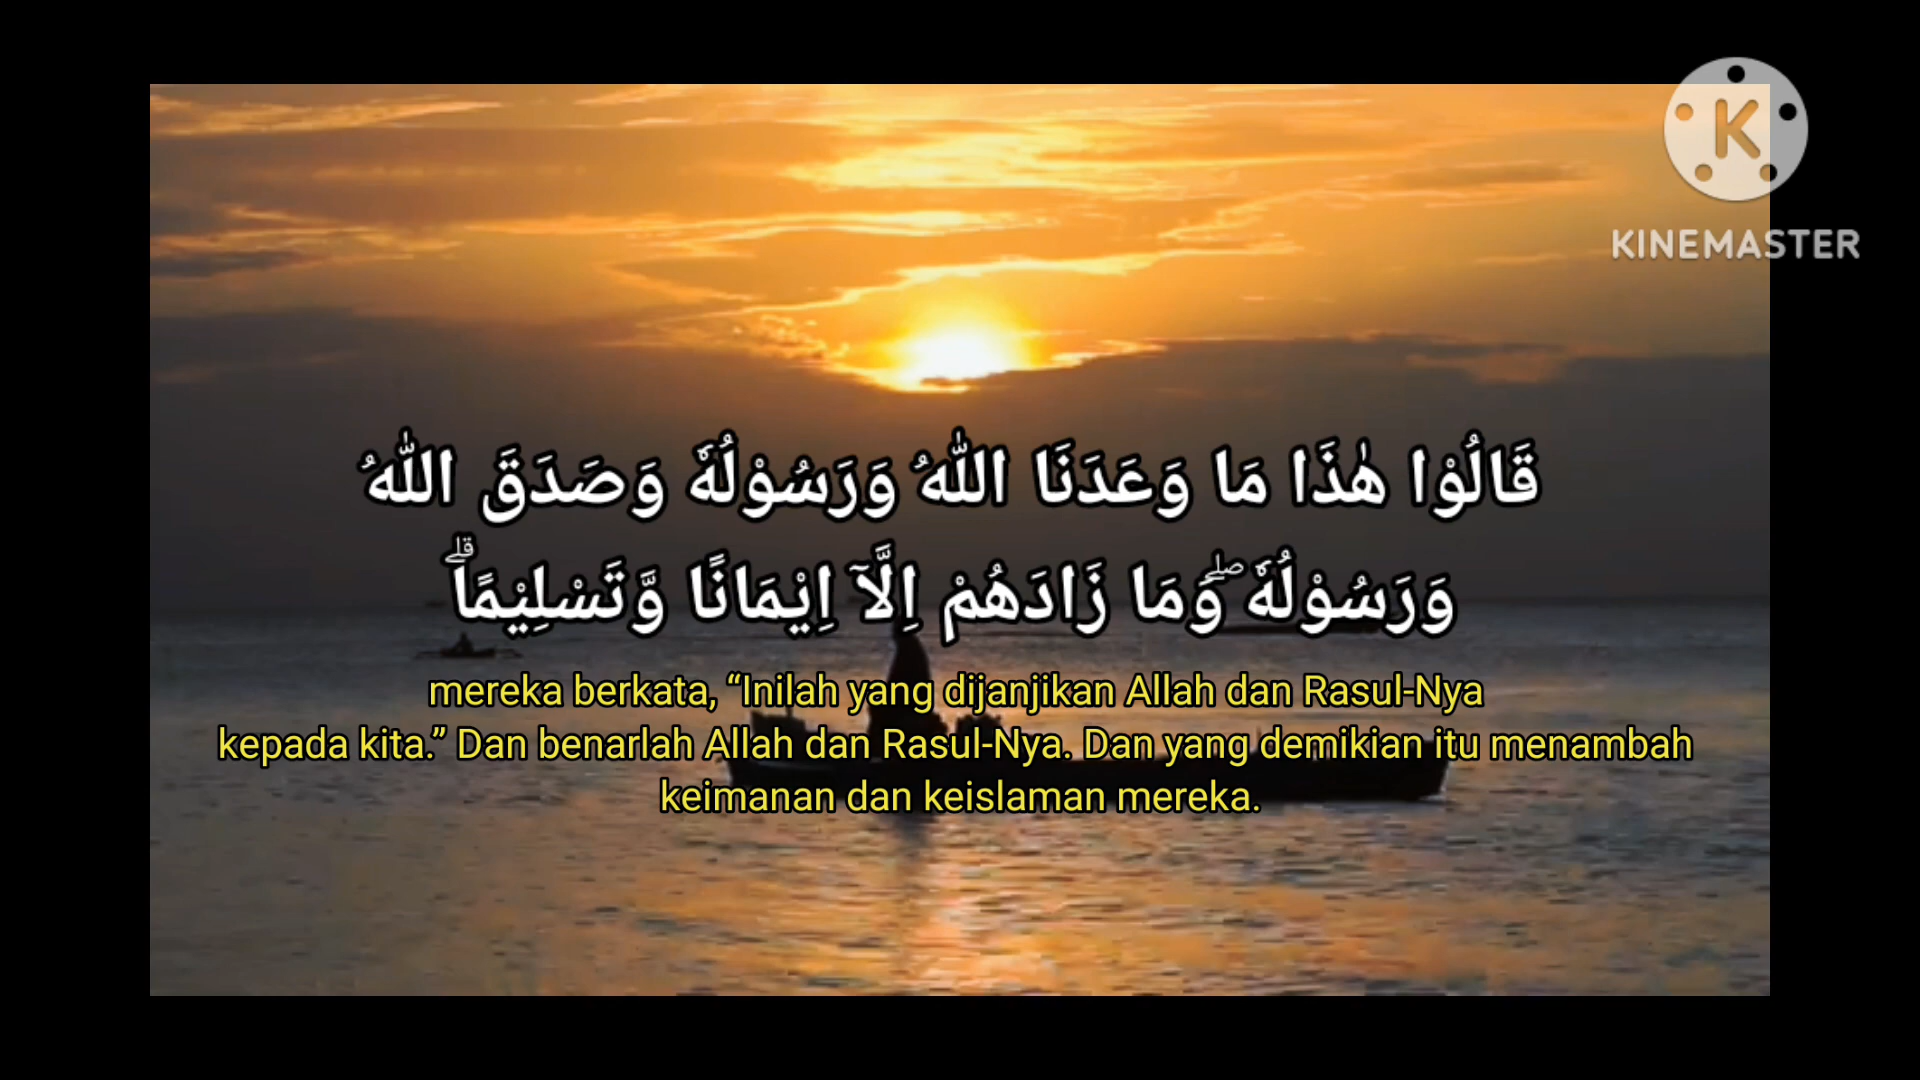 KINEMASTER
قَالُوْا هٰذَا مَا وَعَدَنَا اللّٰهُ وَرَسُوْلُهٗ وَصَدَقَ اللّٰهُ
وَرَسُوْلُهٗ ۖوَمَا زَادَهُمْ اِلَّآ اِيْمَانًا وَّتَسْلِيْمًاۗ
mereka berkata, “Inilah yang dijanjikan Allah dan Rasul-Nya
kepada kita.” Dan benarlah Allah dan Rasul-Nya. Dan yang demikian itu menambah
keimanan dan keislaman mereka.